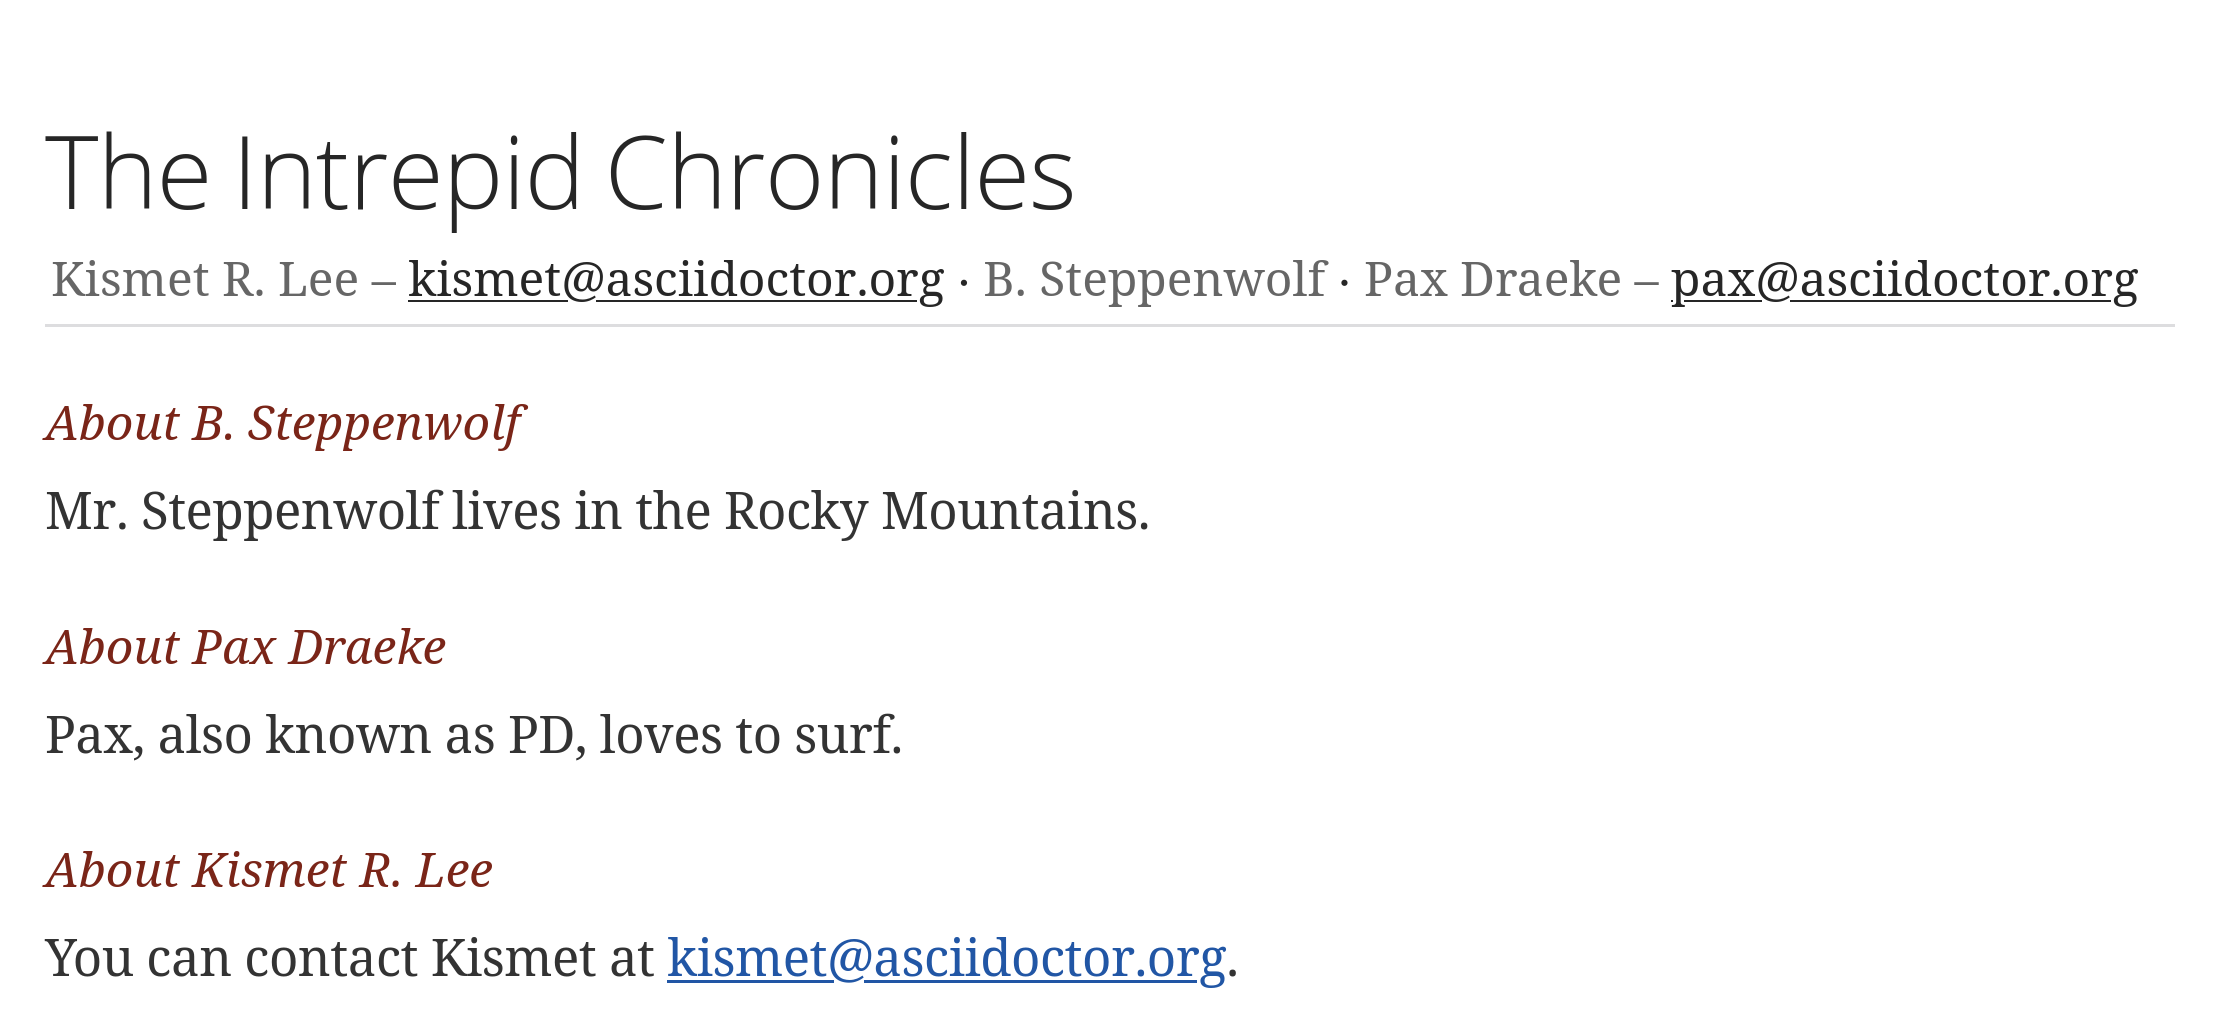 The Intrepid Chronicles
Kismet R. Lee – kismet@asciidoctor.org · B. Steppenwolf · Pax Draeke – pax@asciidoctor.org
About B. Steppenwolf
Mr. Steppenwolf lives in the Rocky Mountains.
About Pax Draeke
Pax, also known as PD, loves to surf.
About Kismet R. Lee
You can contact Kismet at kismet@asciidoctor.org.